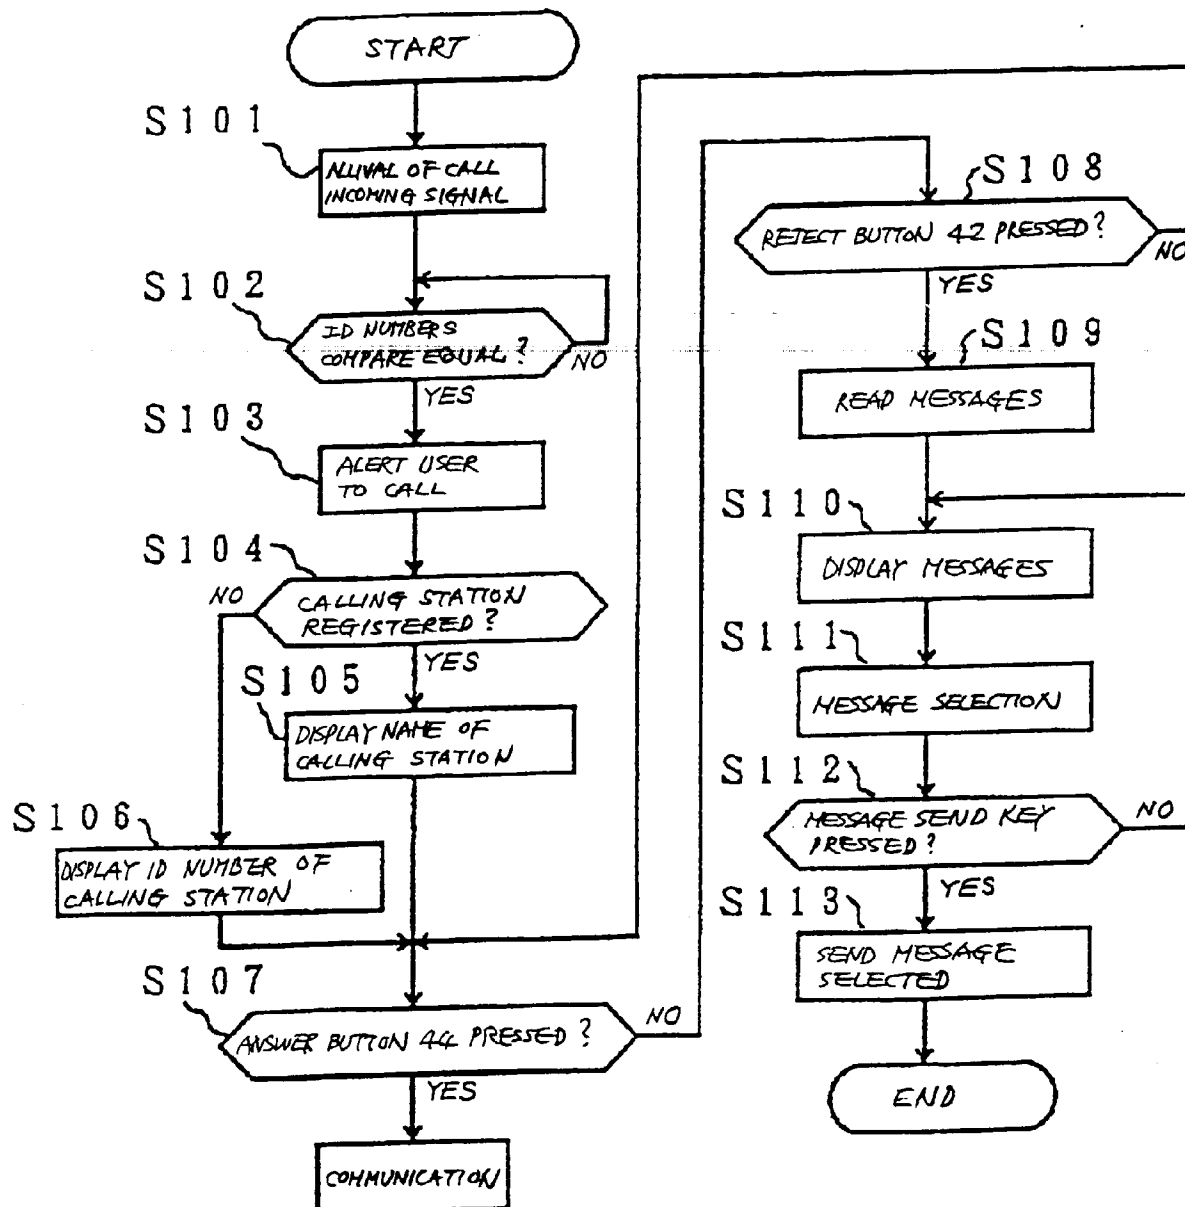 START
S101
ALLIVAL OF CALL
INCOMING SIGNAL
S102
ID NUMBERS
COMPARE EQUAL?
NO
YES
S103
ALERT USER
TO CALL
S104
NO
CALLING STATION
REGISTERED?
YES
S105
DISPLAY NAME OF
CALLING STATION
S106
DISPLAY ID NUMBER OF
CALLING STATION
S107
ANSWER BUTTON 44 PRESSED?
NO
YES
COMMUNICATION
S108
REJECT BUTTON 42 PRESSED?
NO
YES
S109
READ MESSAGES
S110
DISPLAY MESSAGES
S111
MESSAGE SELECTION
S112
MESSAGE SEND KEY
PRESSED?
NO
YES
S113
SEND MESSAGE
SELECTED
END